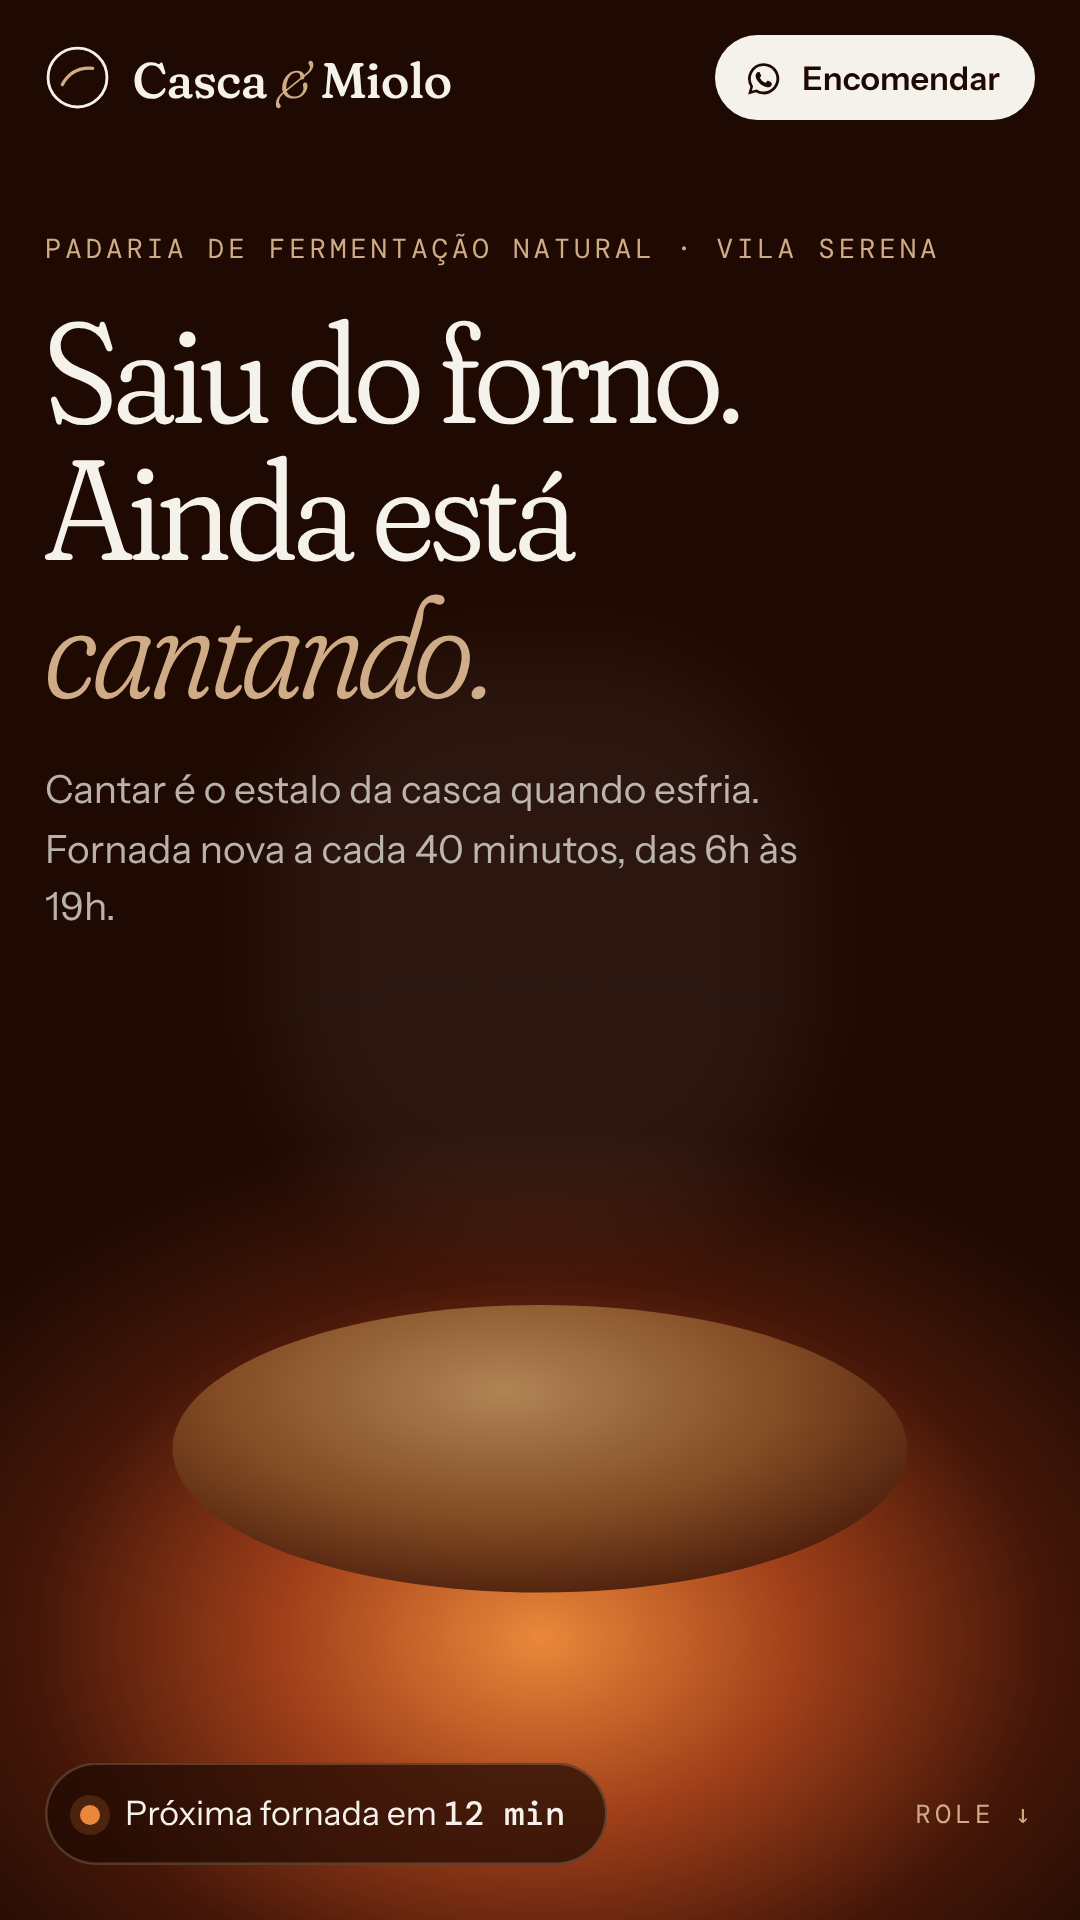 Casca & Miolo
Encomendar
PADARIA DE FERMENTAÇÃO NATURAL · VILA SERENA
Saiu do forno.
Ainda está
cantando.
Cantar é o estalo da casca quando esfria.
Fornada nova a cada 40 minutos, das 6h às
19h.
Próxima fornada em 12 min
ROLE ↓